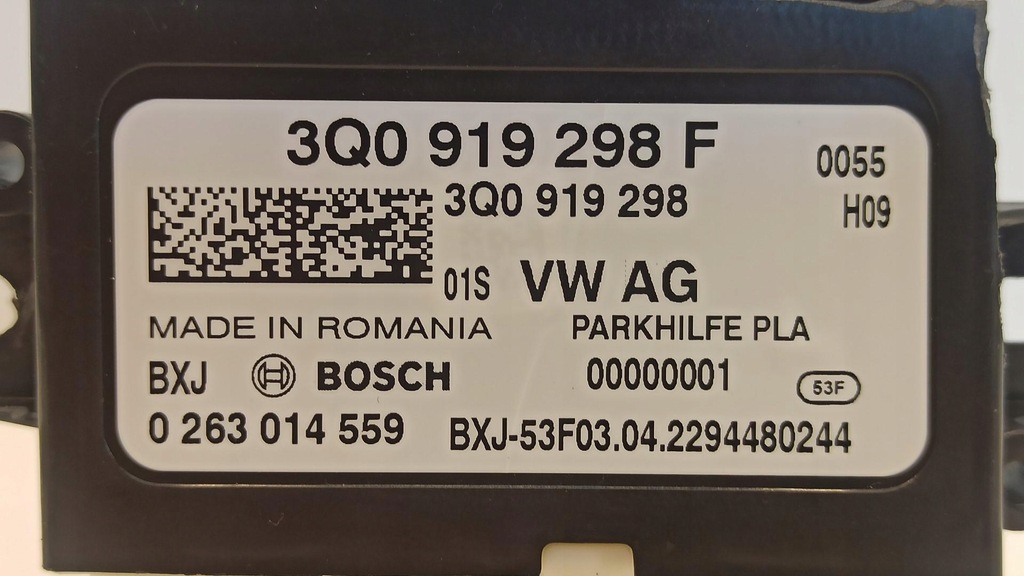 3Q0 919 298 F
0055
3Q0 919 298
H09
01S VW AG
MADE IN ROMANIA PARKHILFE PLA
BXJ H BOSCH 00000001 53F
0 263 014 559 BXJ-53F03.04.2294480244